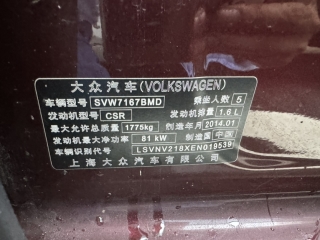 大众汽车(VOLKSWAGEN)
车辆型号 SVW7167BMD 乘坐人数 5
发动机型号 CSR 发动机排量 1.6L
最大允许总质量 1775kg 制造年月 2014.01
发动机最大净功率 81kW 制造国 中国
车辆识别代号 LSVNV218XEN019539
上海大众汽车有限公司